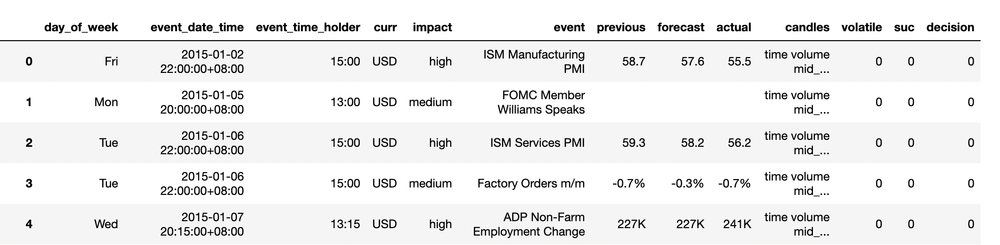 day_of_week event_date_time event_time_holder curr impact event previous forecast actual candles volatile suc decision
0 Fri 2015-01-02 22:00:00+08:00 15:00 USD high ISM Manufacturing PMI 58.7 57.6 55.5 time volume mid_... 0 0 0
1 Mon 2015-01-05 20:00:00+08:00 13:00 USD medium FOMC Member Williams Speaks time volume mid_... 0 0 0
2 Tue 2015-01-06 22:00:00+08:00 15:00 USD high ISM Services PMI 59.3 58.2 56.2 time volume mid_... 0 0 0
3 Tue 2015-01-06 22:00:00+08:00 15:00 USD medium Factory Orders m/m -0.7% -0.3% -0.7% time volume mid_... 0 0 0
4 Wed 2015-01-07 20:15:00+08:00 13:15 USD high ADP Non-Farm Employment Change 227K 227K 241K time volume mid_... 0 0 0